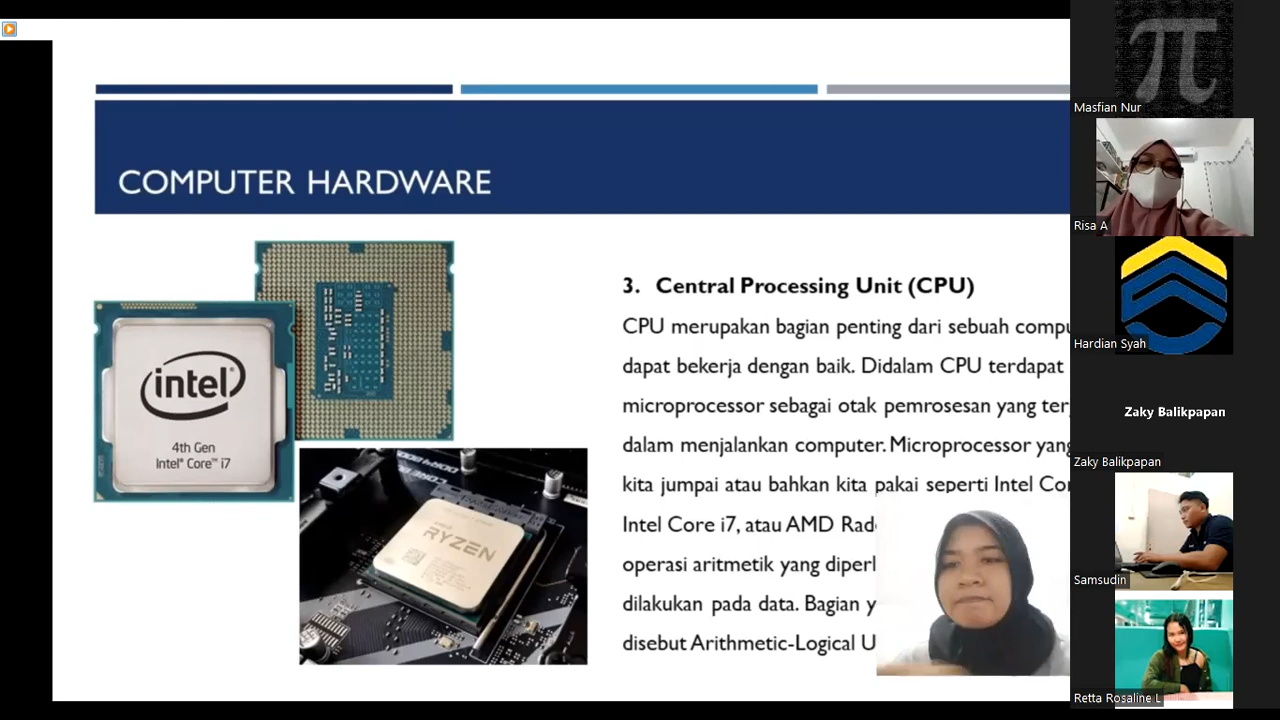 COMPUTER HARDWARE
intel
4th Gen
Intel® Core™ i7
RYZEN
3. Central Processing Unit (CPU)
CPU merupakan bagian penting dari sebuah compu
dapat bekerja dengan baik. Didalam CPU terdapat
microprocessor sebagai otak pemrosesan yang ter
dalam menjalankan computer. Microprocessor yang
kita jumpai atau bahkan kita pakai seperti Intel Co
Intel Core i7, atau AMD Rade
operasi aritmetik yang diper
dilakukan pada data. Bagian y
disebut Arithmetic-Logical U
Masfian Nur
Risa A
Hardian Syah
Zaky Balikpapan
Zaky Balikpapan
Samsudin
Retta Rosaline L